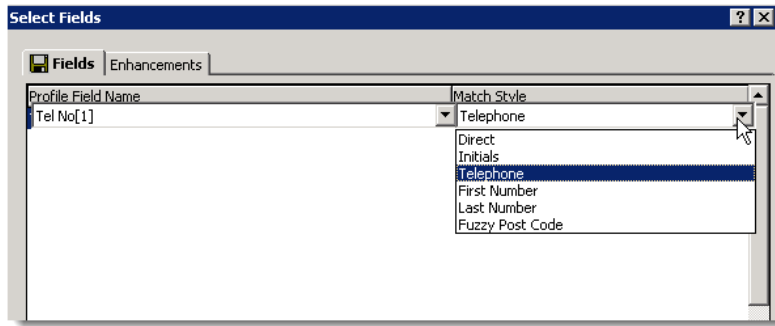 Select Fields
Fields Enhancements
Profile Field Name Match Style
Tel No[1] Telephone
Direct
Initials
Telephone
First Number
Last Number
Fuzzy Post Code